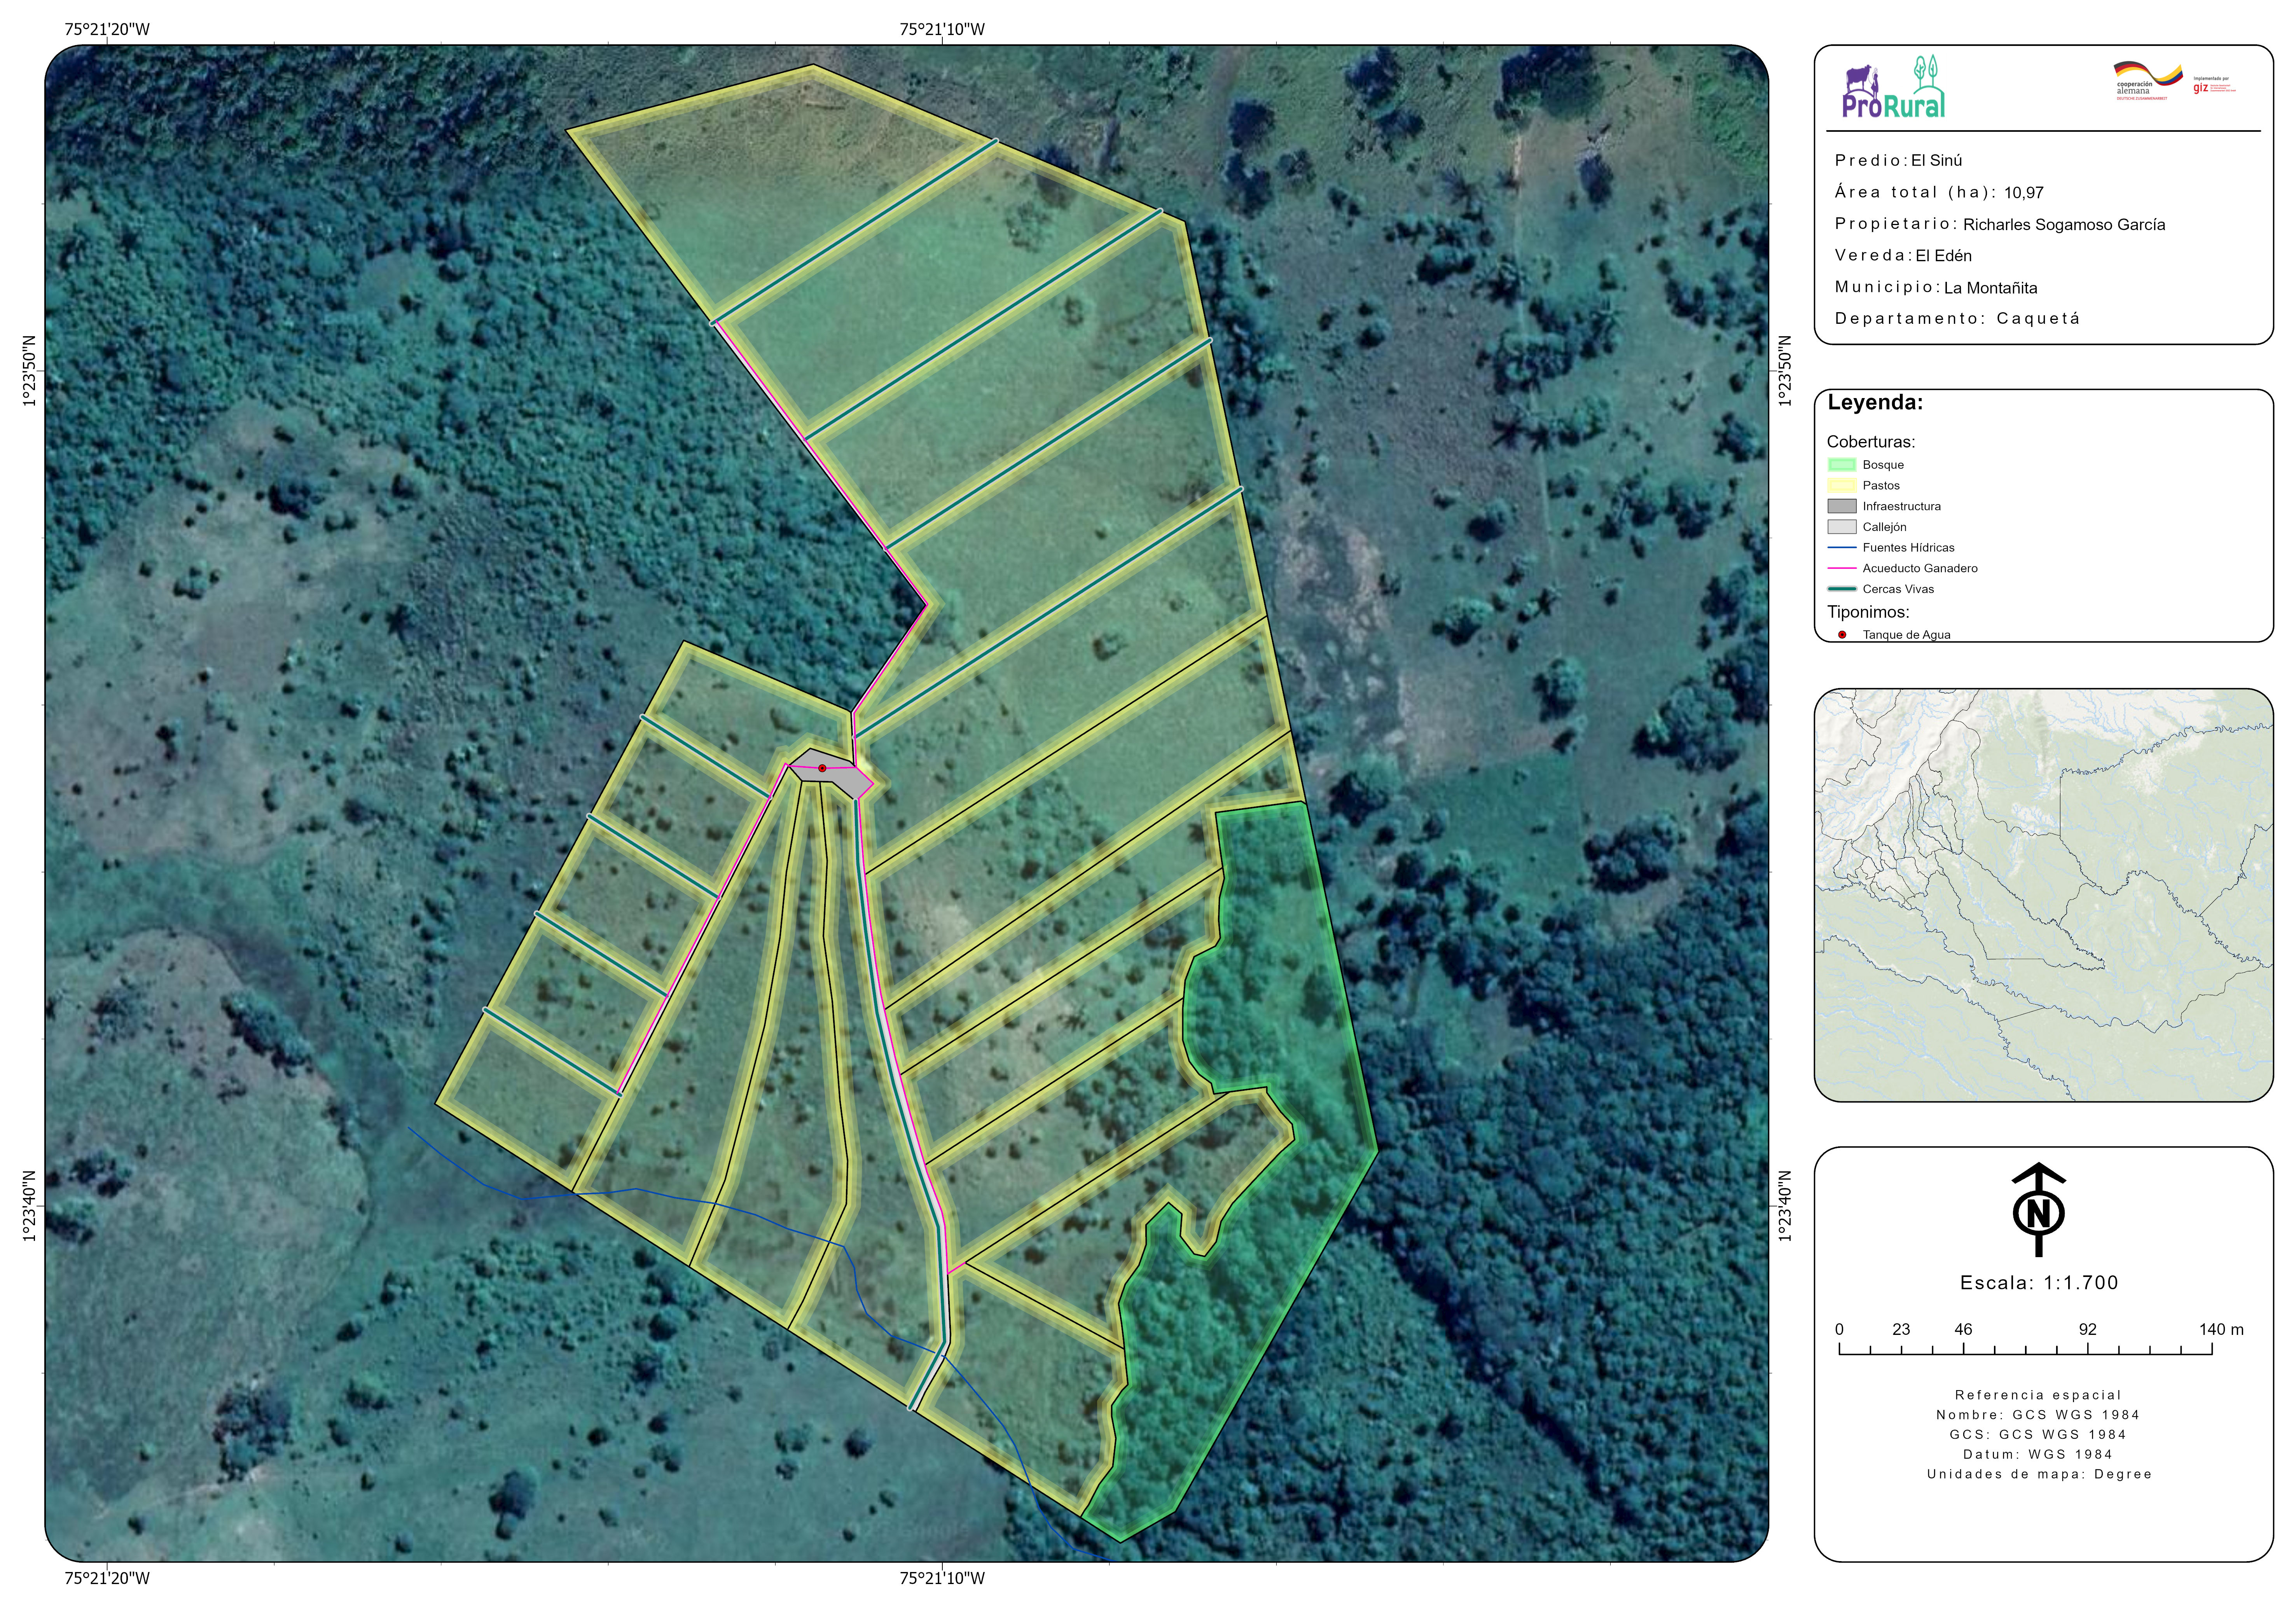 75°21'20"W
75°21'10"W
1°23'50"N
1°23'50"N
1°23'40"N
1°23'40"N
75°21'20"W
75°21'10"W
ProRural
cooperación
alemana
DEUTSCHE ZUSAMMENARBEIT
Implementada por
giz
Predio: El Sinú
Área total (ha): 10,97
Propietario: Richarles Sogamoso García
Vereda: El Edén
Municipio: La Montañita
Departamento: Caquetá
Leyenda:
Coberturas:
Bosque
Pastos
Infraestructura
Callejón
Fuentes Hídricas
Acueducto Ganadero
Cercas Vivas
Tiponimos:
Tanque de Agua
N
Escala: 1:1.700
0 23 46 92 140 m
Referencia espacial
Nombre: GCS WGS 1984
GCS: GCS WGS 1984
Datum: WGS 1984
Unidades de mapa: Degree